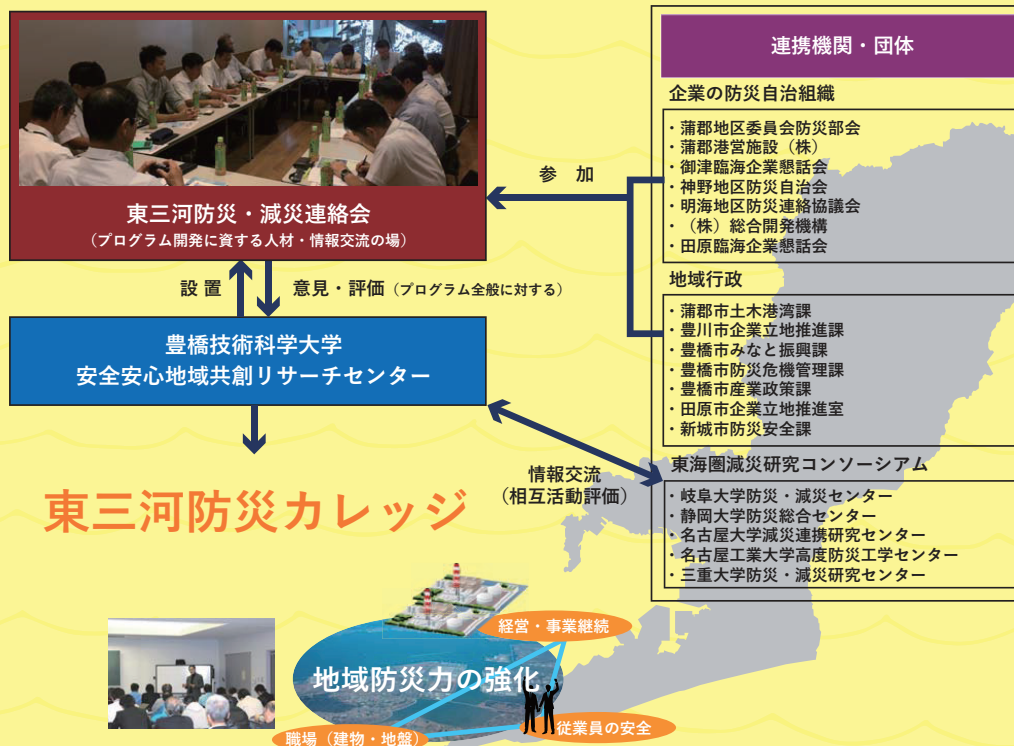 東三河防災・減災連絡会
（プログラム開発に資する人材・情報交流の場）
設 置
意見・評価（プログラム全般に対する）
豊橋技術科学大学
安全安心地域共創リサーチセンター
参　加
連携機関・団体
企業の防災自治組織
・蒲郡地区委員会防災部会
・蒲郡港営施設（株）
・御津臨海企業懇話会
・神野地区防災自治会
・明海地区防災連絡協議会
・（株）総合開発機構
・田原臨海企業懇話会
地域行政
・蒲郡市土木港湾課
・豊川市企業立地推進課
・豊橋市みなと振興課
・豊橋市防災危機管理課
・豊橋市産業政策課
・田原市企業立地推進室
・新城市防災安全課
東海圏減災研究コンソーシアム
・岐阜大学防災・減災センター
・静岡大学防災総合センター
・名古屋大学減災連携研究センター
・名古屋工業大学高度防災工学センター
・三重大学防災・減災研究センター
情報交流
（相互活動評価）
東三河防災カレッジ
経営・事業継続
地域防災力の強化
従業員の安全
職場（建物・地盤）